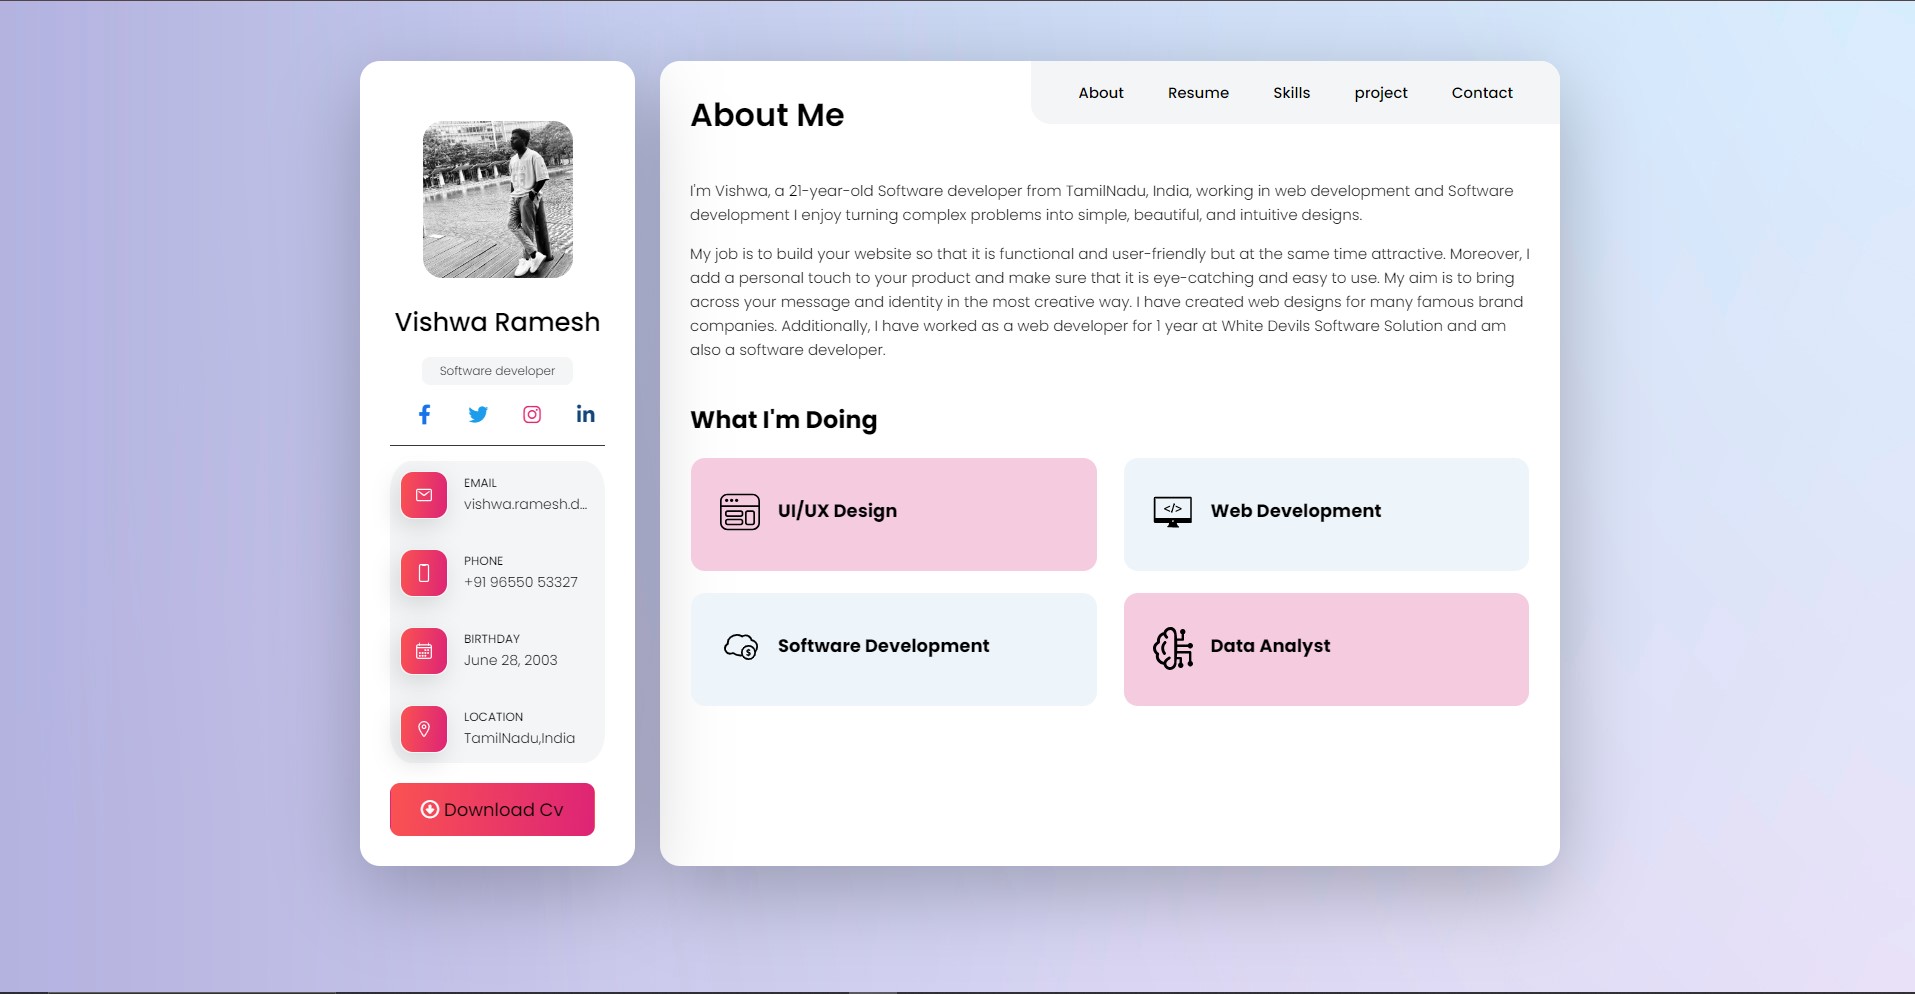 Vishwa Ramesh
Software developer
EMAIL
vishwa.ramesh.d...
PHONE
+91 96550 53327
BIRTHDAY
June 28, 2003
LOCATION
TamilNadu,India
Download Cv
About Resume Skills project Contact
About Me
I'm Vishwa, a 21-year-old Software developer from TamilNadu, India, working in web development and Software
development I enjoy turning complex problems into simple, beautiful, and intuitive designs.
My job is to build your website so that it is functional and user-friendly but at the same time attractive. Moreover, I
add a personal touch to your product and make sure that it is eye-catching and easy to use. My aim is to bring
across your message and identity in the most creative way. I have created web designs for many famous brand
companies. Additionally, I have worked as a web developer for 1 year at White Devils Software Solution and am
also a software developer.
What I'm Doing
UI/UX Design
</> Web Development
Software Development
Data Analyst